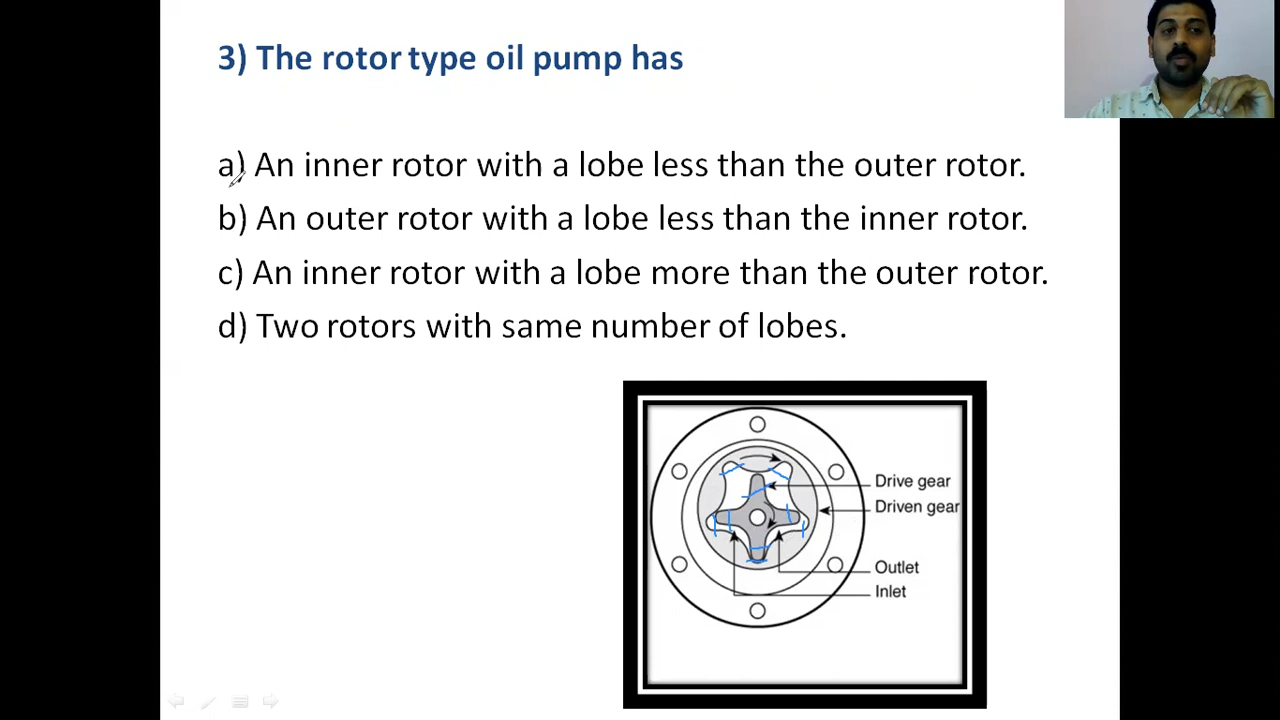 3) The rotor type oil pump has
a) An inner rotor with a lobe less than the outer rotor.
b) An outer rotor with a lobe less than the inner rotor.
c) An inner rotor with a lobe more than the outer rotor.
d) Two rotors with same number of lobes.
Drive gear
Driven gear
Outlet
Inlet